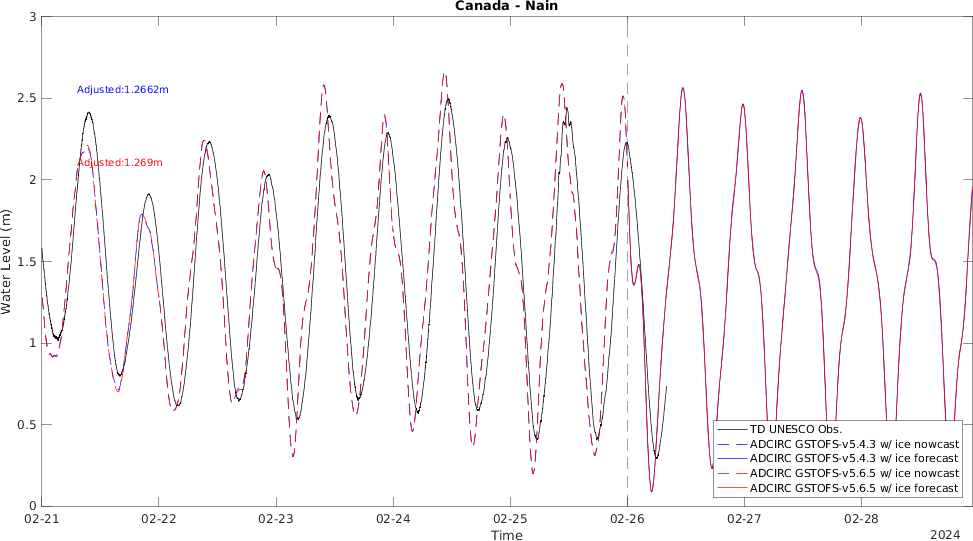 Canada - Nain
Adjusted:1.2662m
Adjusted:1.269m
Water Level (m)
3
2.5
2
1.5
1
0.5
0
TD UNESCO Obs.
ADCIRC GSTOFS-v5.4.3 w/ ice nowcast
ADCIRC GSTOFS-v5.4.3 w/ ice forecast
ADCIRC GSTOFS-v5.6.5 w/ ice nowcast
ADCIRC GSTOFS-v5.6.5 w/ ice forecast
02-21 02-22 02-23 02-24 02-25 02-26 02-27 02-28
Time
2024